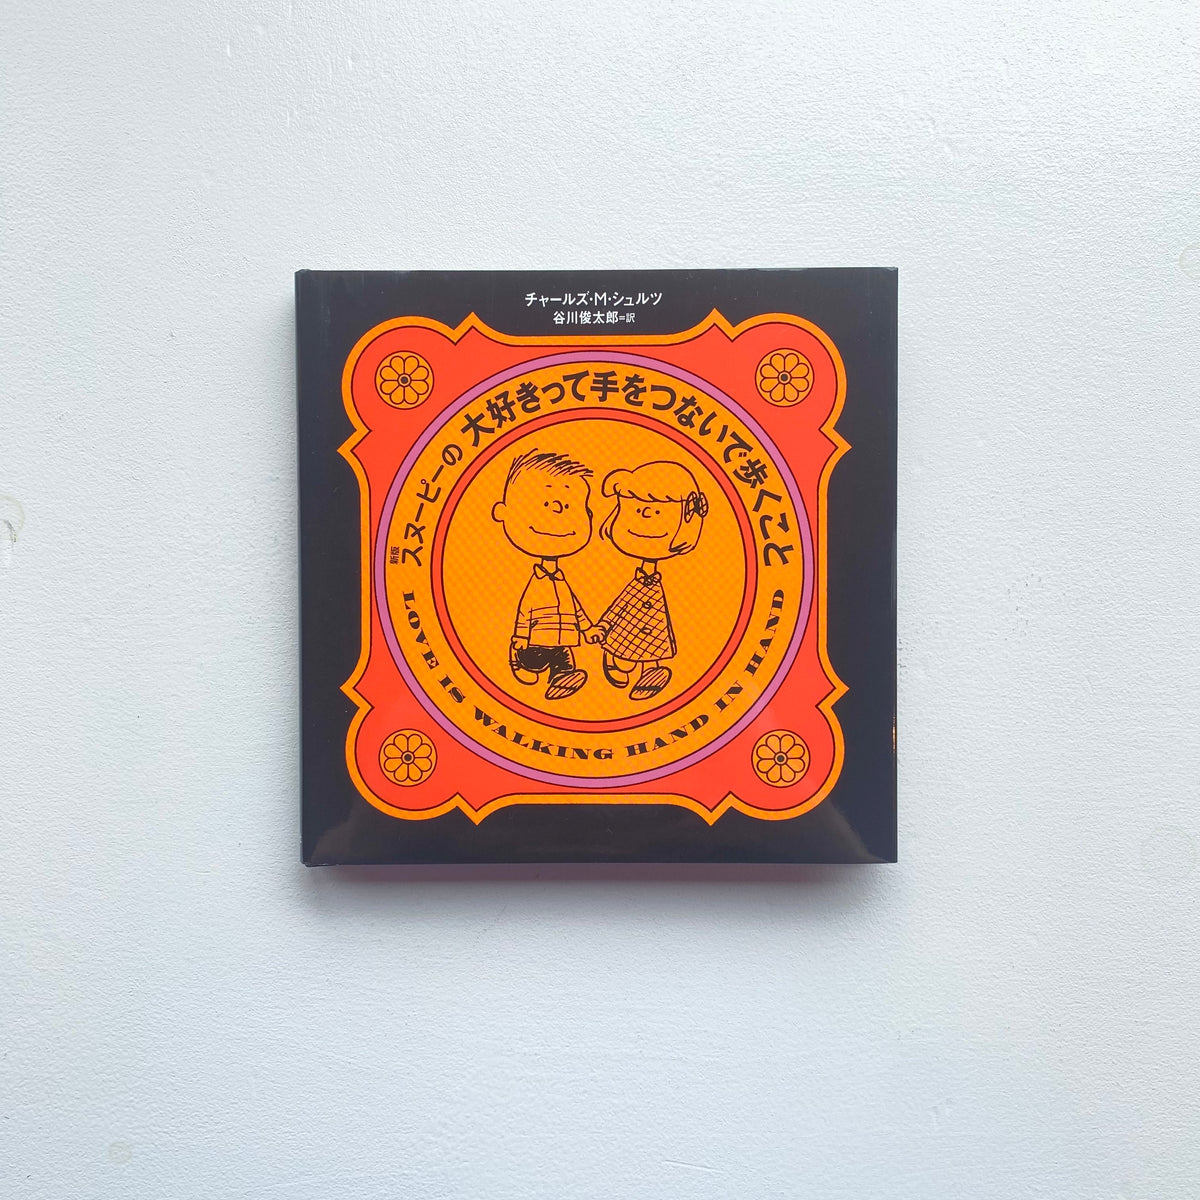 チャールズ・M・シュルツ
谷川俊太郎=訳
新版 スヌーピーの 大好きって手をつないで歩くこと
LOVE IS WALKING HAND IN HAND